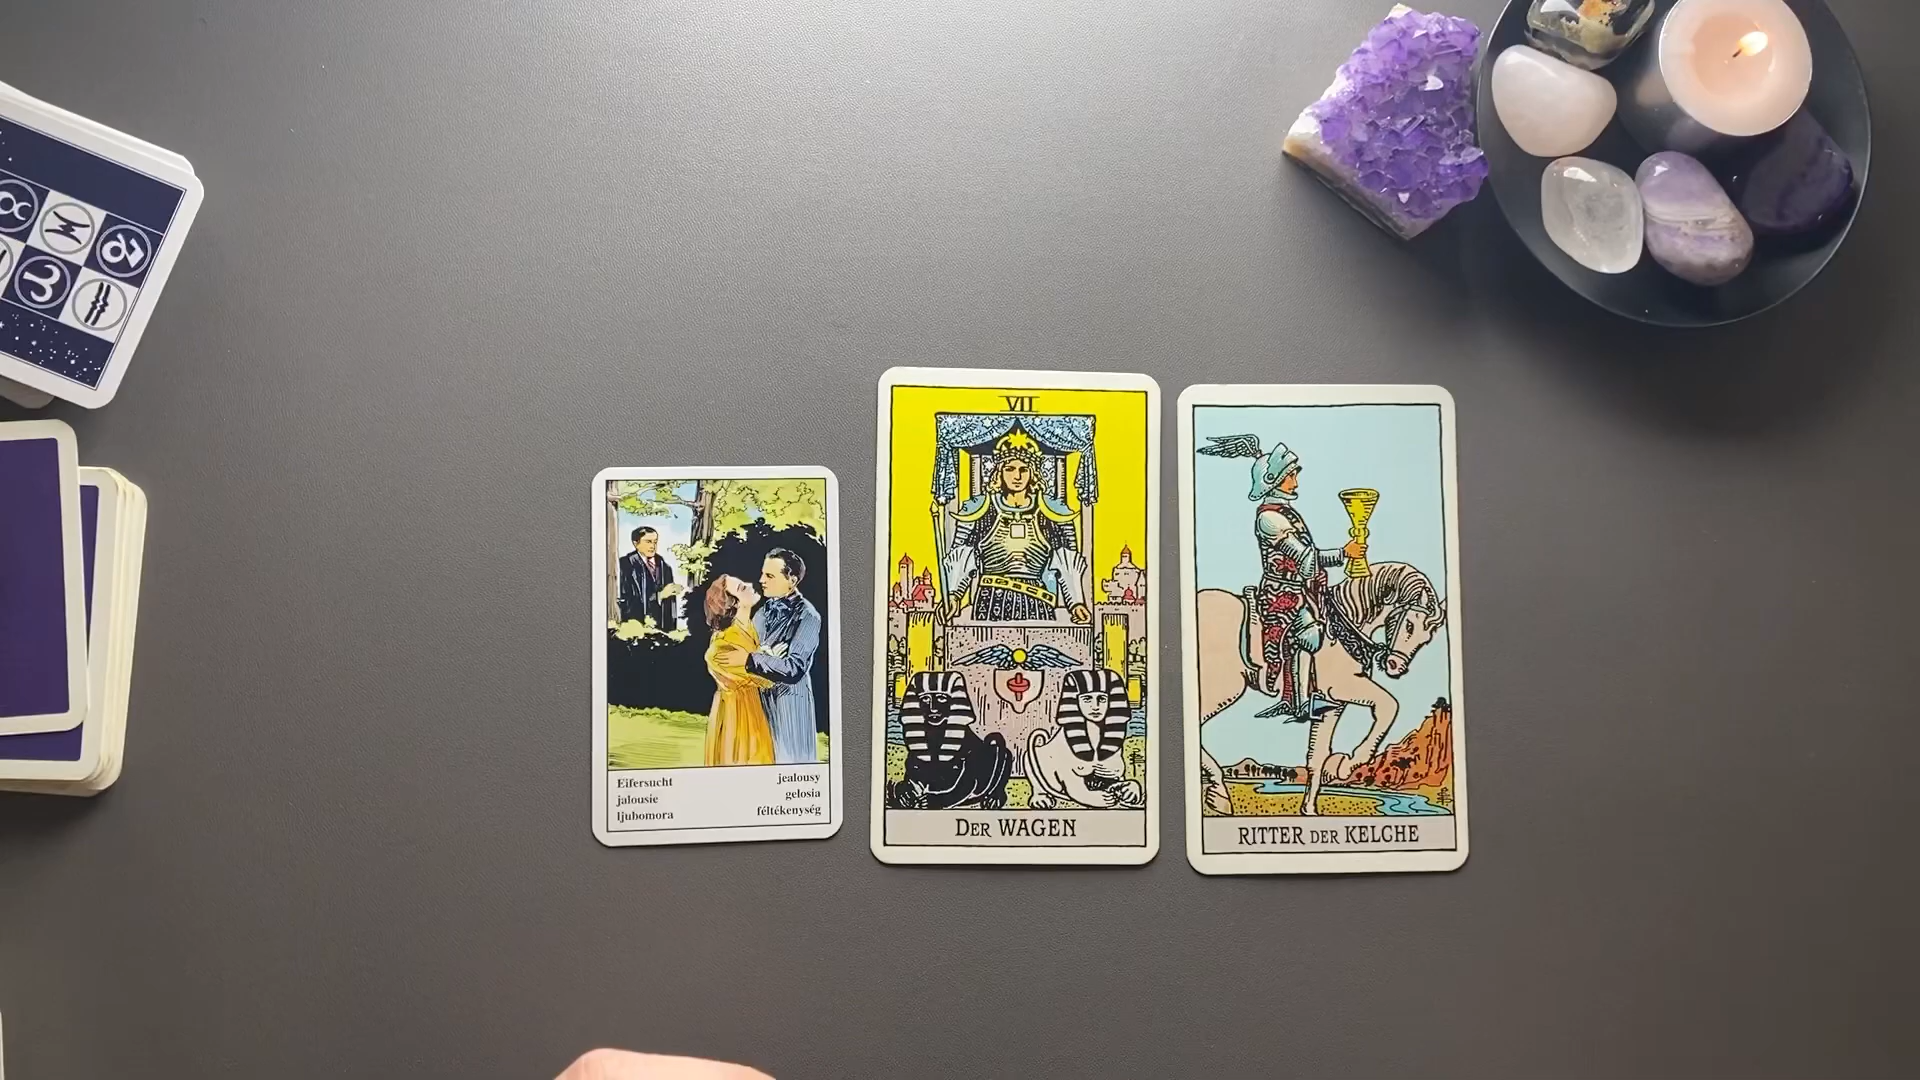 Eifersucht jealousy
jalousie gelosia
ljubomora féltékenység
VII
DER WAGEN
RITTER DER KELCHE